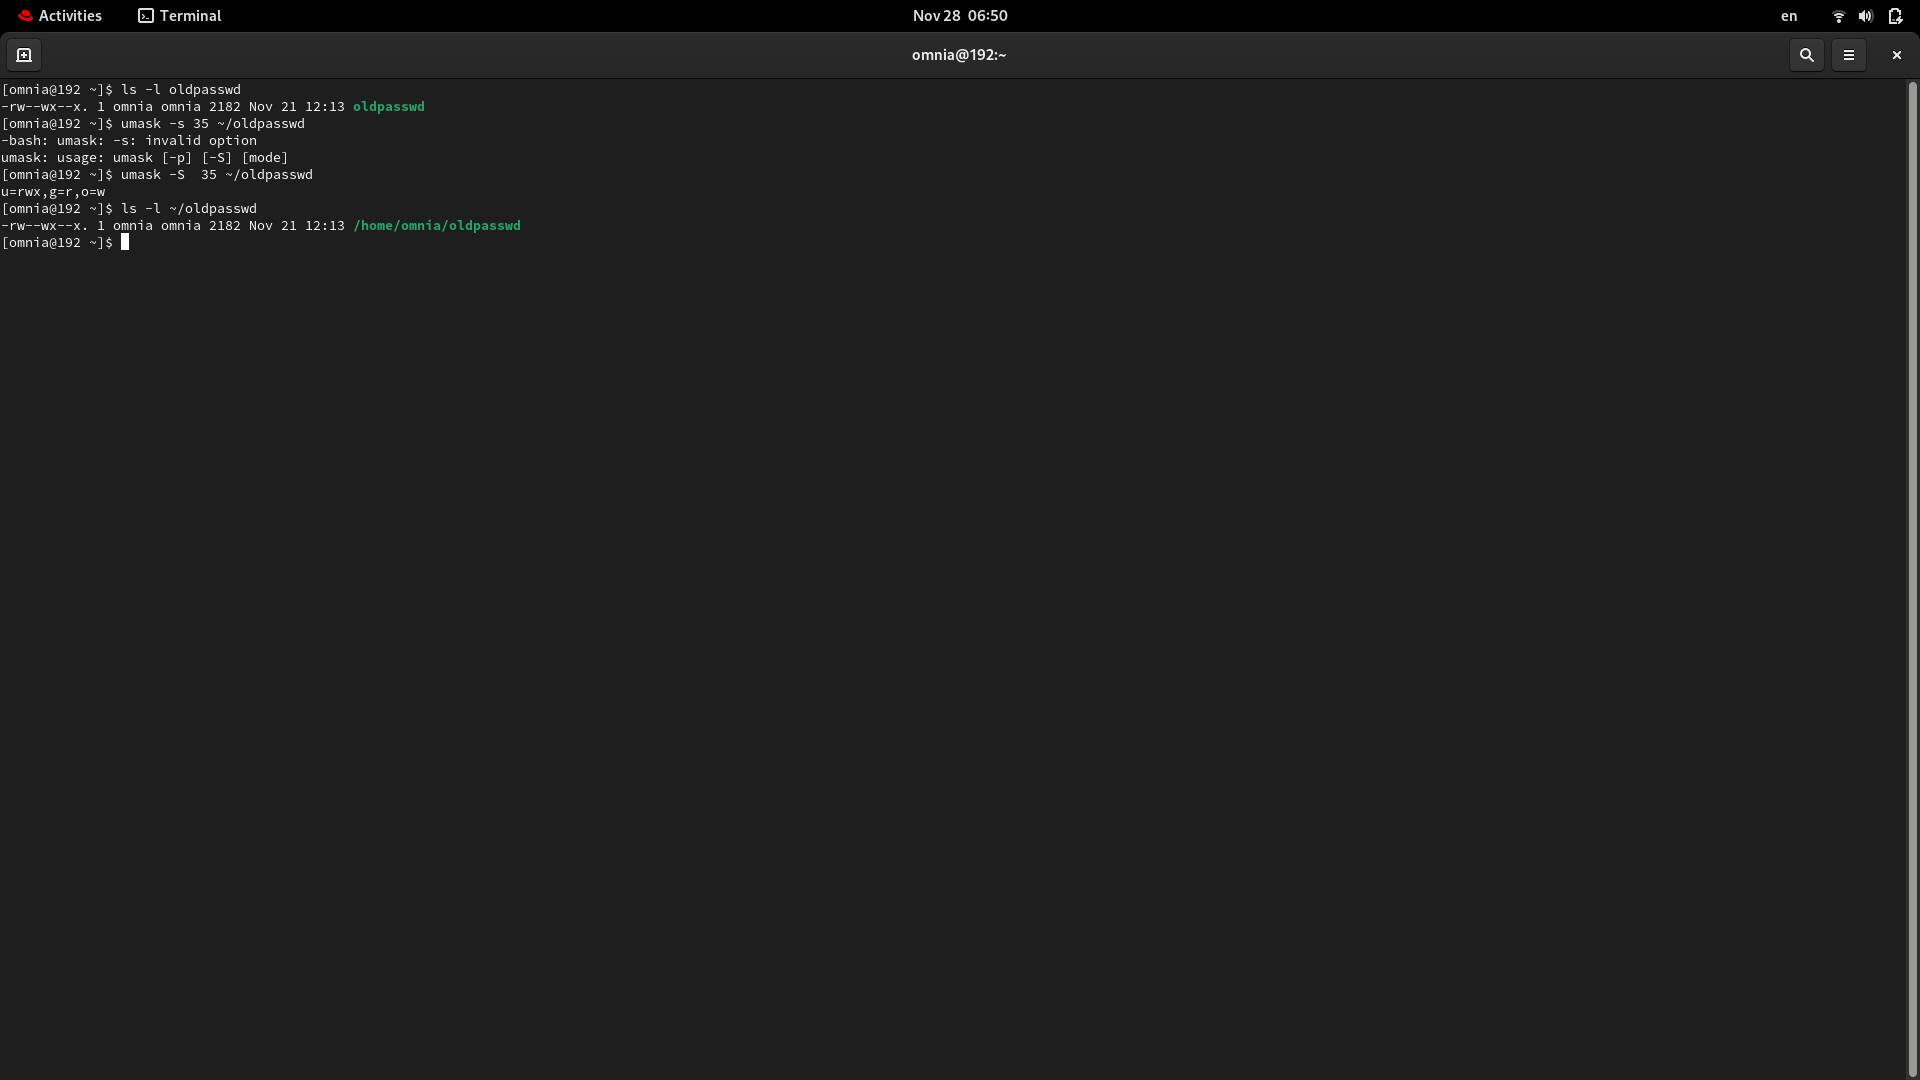 Activities Terminal Nov 28 06:50 en
omnia@192:~
[omnia@192 ~]$ ls -l oldpasswd
-rw--wx--x. 1 omnia omnia 2182 Nov 21 12:13 oldpasswd
[omnia@192 ~]$ umask -s 35 ~/oldpasswd
-bash: umask: -s: invalid option
umask: usage: umask [-p] [-S] [mode]
[omnia@192 ~]$ umask -S  35 ~/oldpasswd
u=rwx,g=r,o=w
[omnia@192 ~]$ ls -l ~/oldpasswd
-rw--wx--x. 1 omnia omnia 2182 Nov 21 12:13 /home/omnia/oldpasswd
[omnia@192 ~]$